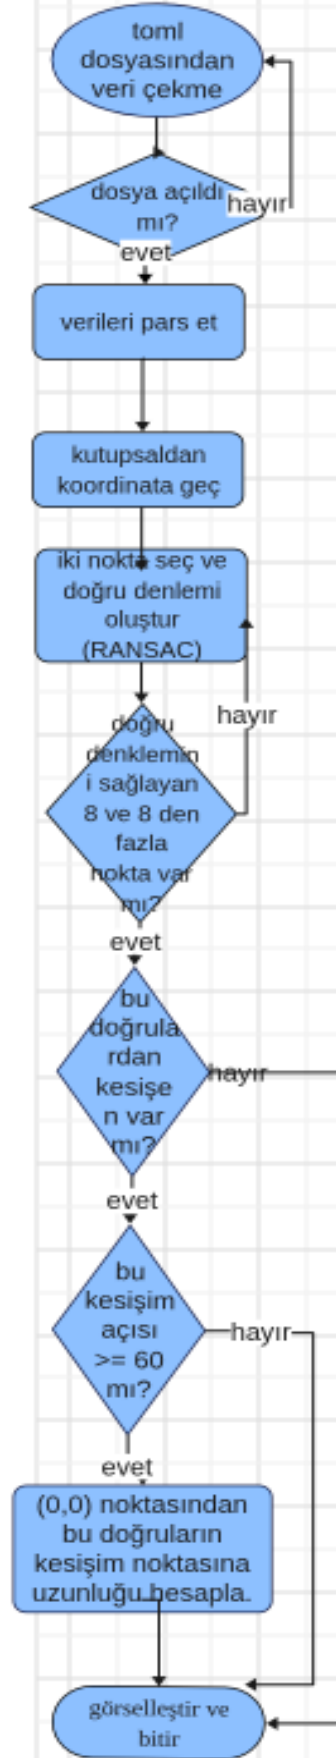 toml
dosyasından
veri çekme
dosya açıldı
mı?
hayır
evet
verileri pars et
kutupsaldan
koordinata geç
iki nokta seç ve
doğru denlemi
oluştur
(RANSAC)
hayır
doğru
denklemin
i sağlayan
8 ve 8 den
fazla
nokta var
mı?
evet
bu
doğrula
rdan
kesişe
n var
mı?
hayır
evet
bu
kesişim
açısı
>= 60
mı?
hayır
evet
(0,0) noktasından
bu doğruların
kesişim noktasına
uzunluğu hesapla.
görselleştir ve
bitir